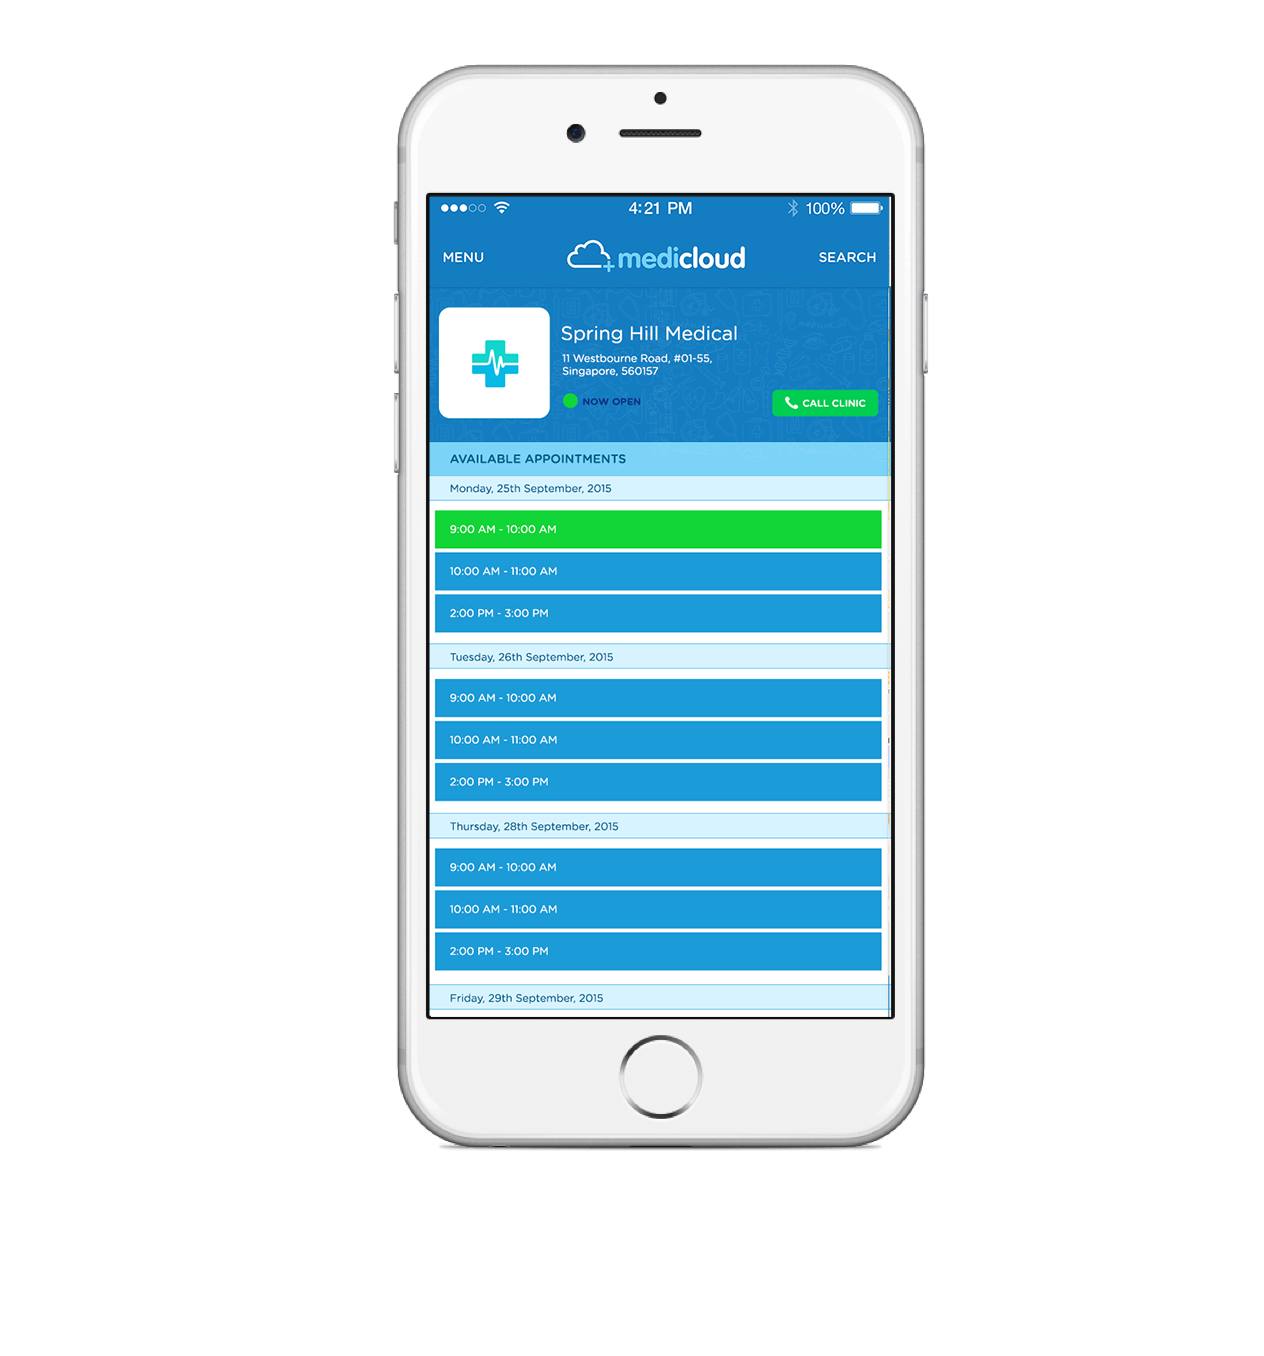 4:21 PM 100%
MENU medicloud SEARCH
Spring Hill Medical
11 Westbourne Road, #01-55,
Singapore, 560157
NOW OPEN CALL CLINIC
AVAILABLE APPOINTMENTS
Monday, 25th September, 2015
9:00 AM - 10:00 AM
10:00 AM - 11:00 AM
2:00 PM - 3:00 PM
Tuesday, 26th September, 2015
9:00 AM - 10:00 AM
10:00 AM - 11:00 AM
2:00 PM - 3:00 PM
Thursday, 28th September, 2015
9:00 AM - 10:00 AM
10:00 AM - 11:00 AM
2:00 PM - 3:00 PM
Friday, 29th September, 2015